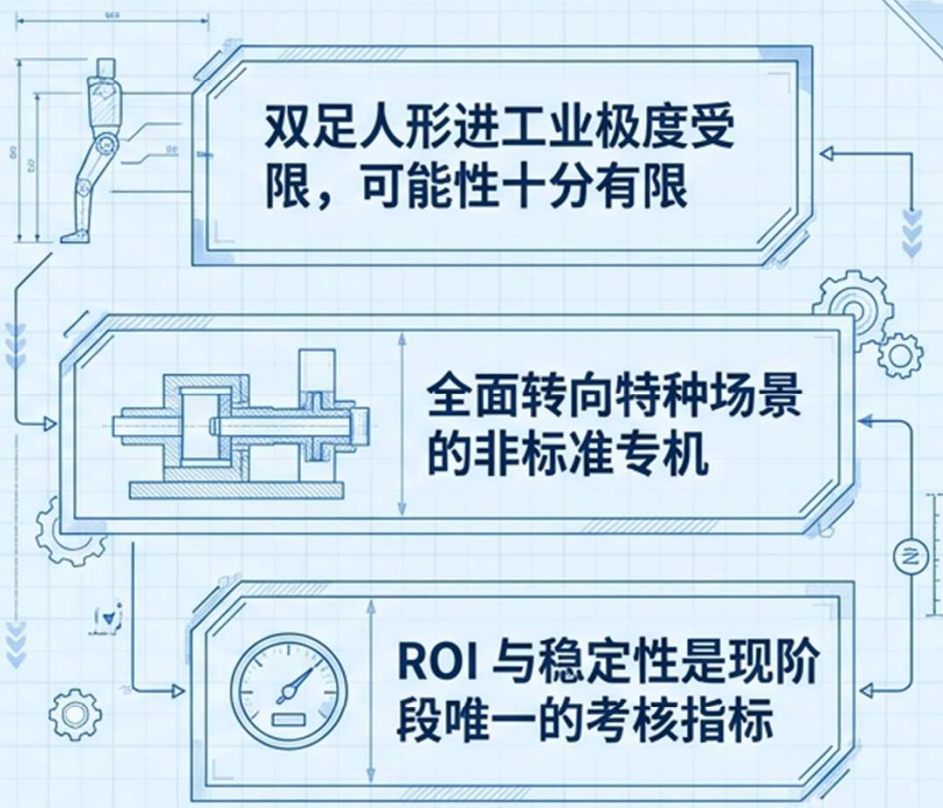 双足人形进工业极度受
限，可能性十分有限
全面转向特种场景
的非标准专机
ROI 与稳定性是现阶
段唯一的考核指标